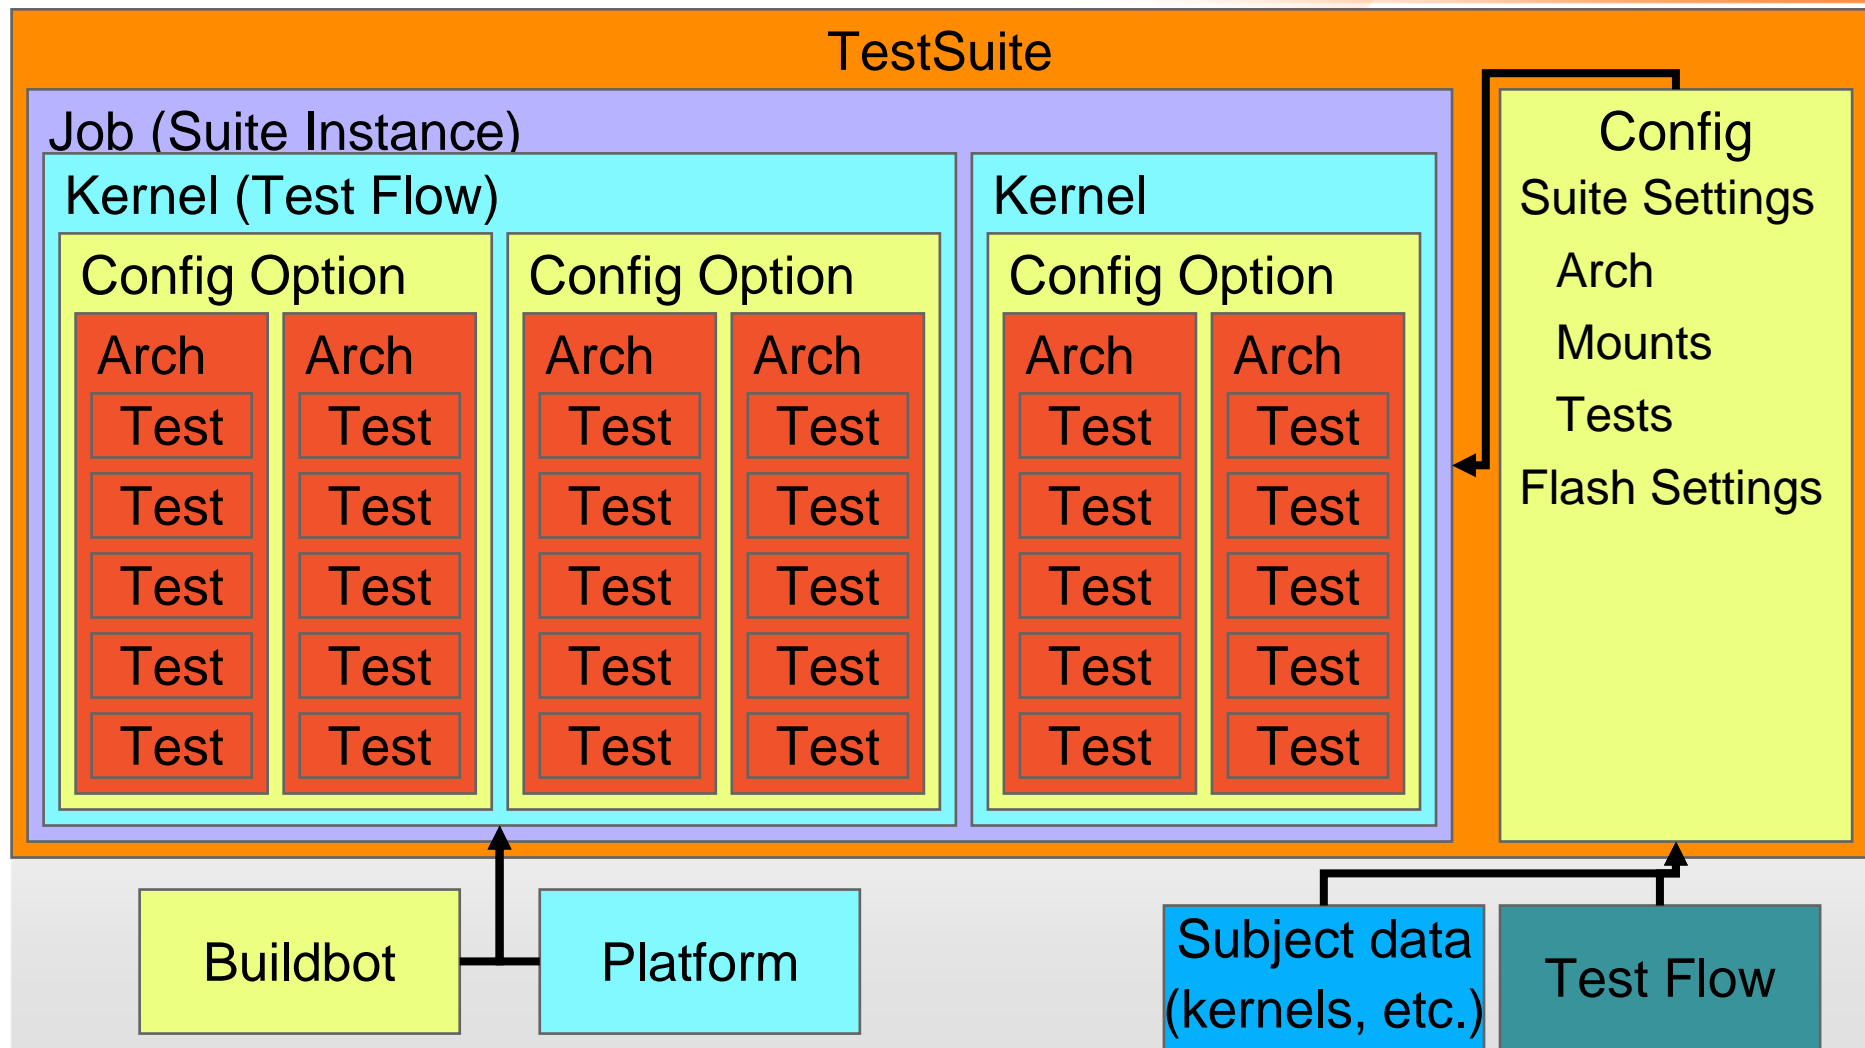 TestSuite
Job (Suite Instance)
Kernel (Test Flow)
Config Option
Arch
Test
Test
Test
Test
Test
Arch
Test
Test
Test
Test
Test
Config Option
Arch
Test
Test
Test
Test
Test
Arch
Test
Test
Test
Test
Test
Kernel
Config Option
Arch
Test
Test
Test
Test
Test
Arch
Test
Test
Test
Test
Test
Config
Suite Settings
Arch
Mounts
Tests
Flash Settings
Buildbot
Platform
Subject data
(kernels, etc.)
Test Flow